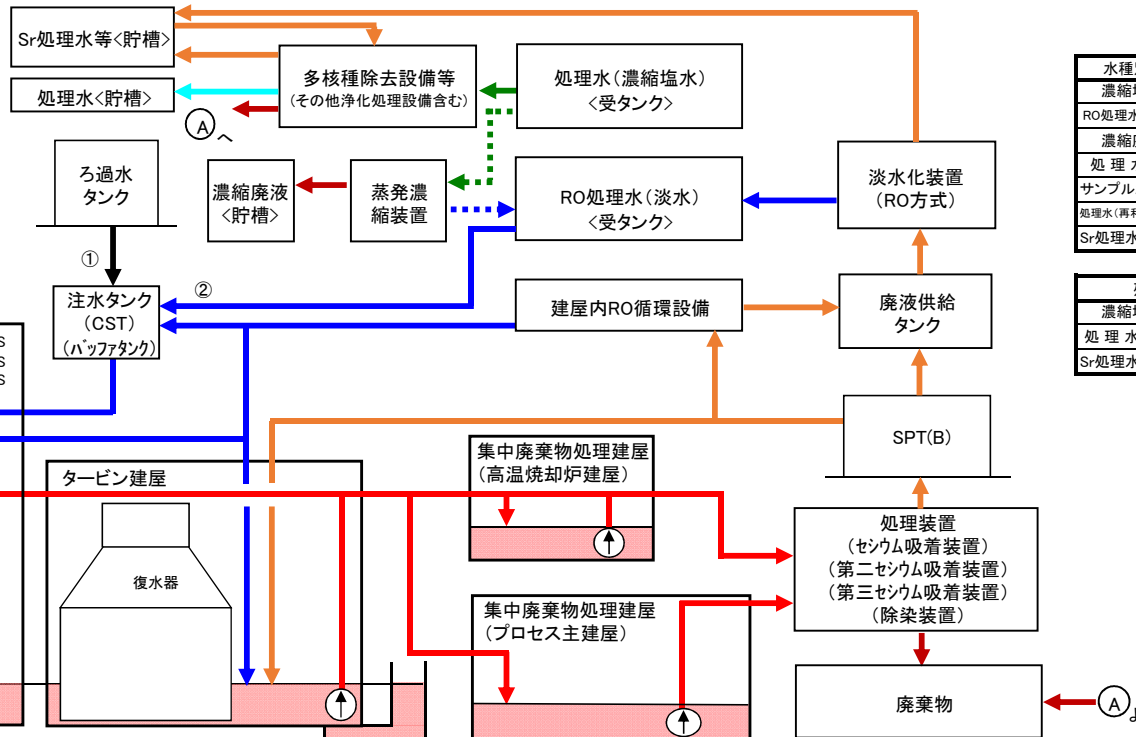 Sr処理水等<貯槽>
処理水<貯槽>
多核種除去設備等
(その他浄化処理設備含む)
Aへ
処理水(濃縮塩水)
<受タンク>
ろ過水
タンク
濃縮廃液
<貯槽>
蒸発濃
縮装置
RO処理水(淡水)
<受タンク>
淡水化装置
(RO方式)
①
②
注水タンク
(CST)
(バッファタンク)
建屋内RO循環設備
廃液供給
タンク
SPT(B)
S
S
S
タービン建屋
復水器
集中廃棄物処理建屋
(高温焼却炉建屋)
集中廃棄物処理建屋
(プロセス主建屋)
処理装置
(セシウム吸着装置)
(第二セシウム吸着装置)
(第三セシウム吸着装置)
(除染装置)
廃棄物
A
水種
濃縮
RO処理水
濃縮
処理
サンプル
処理水(再
Sr処理水
濃縮
処理水
Sr処理水